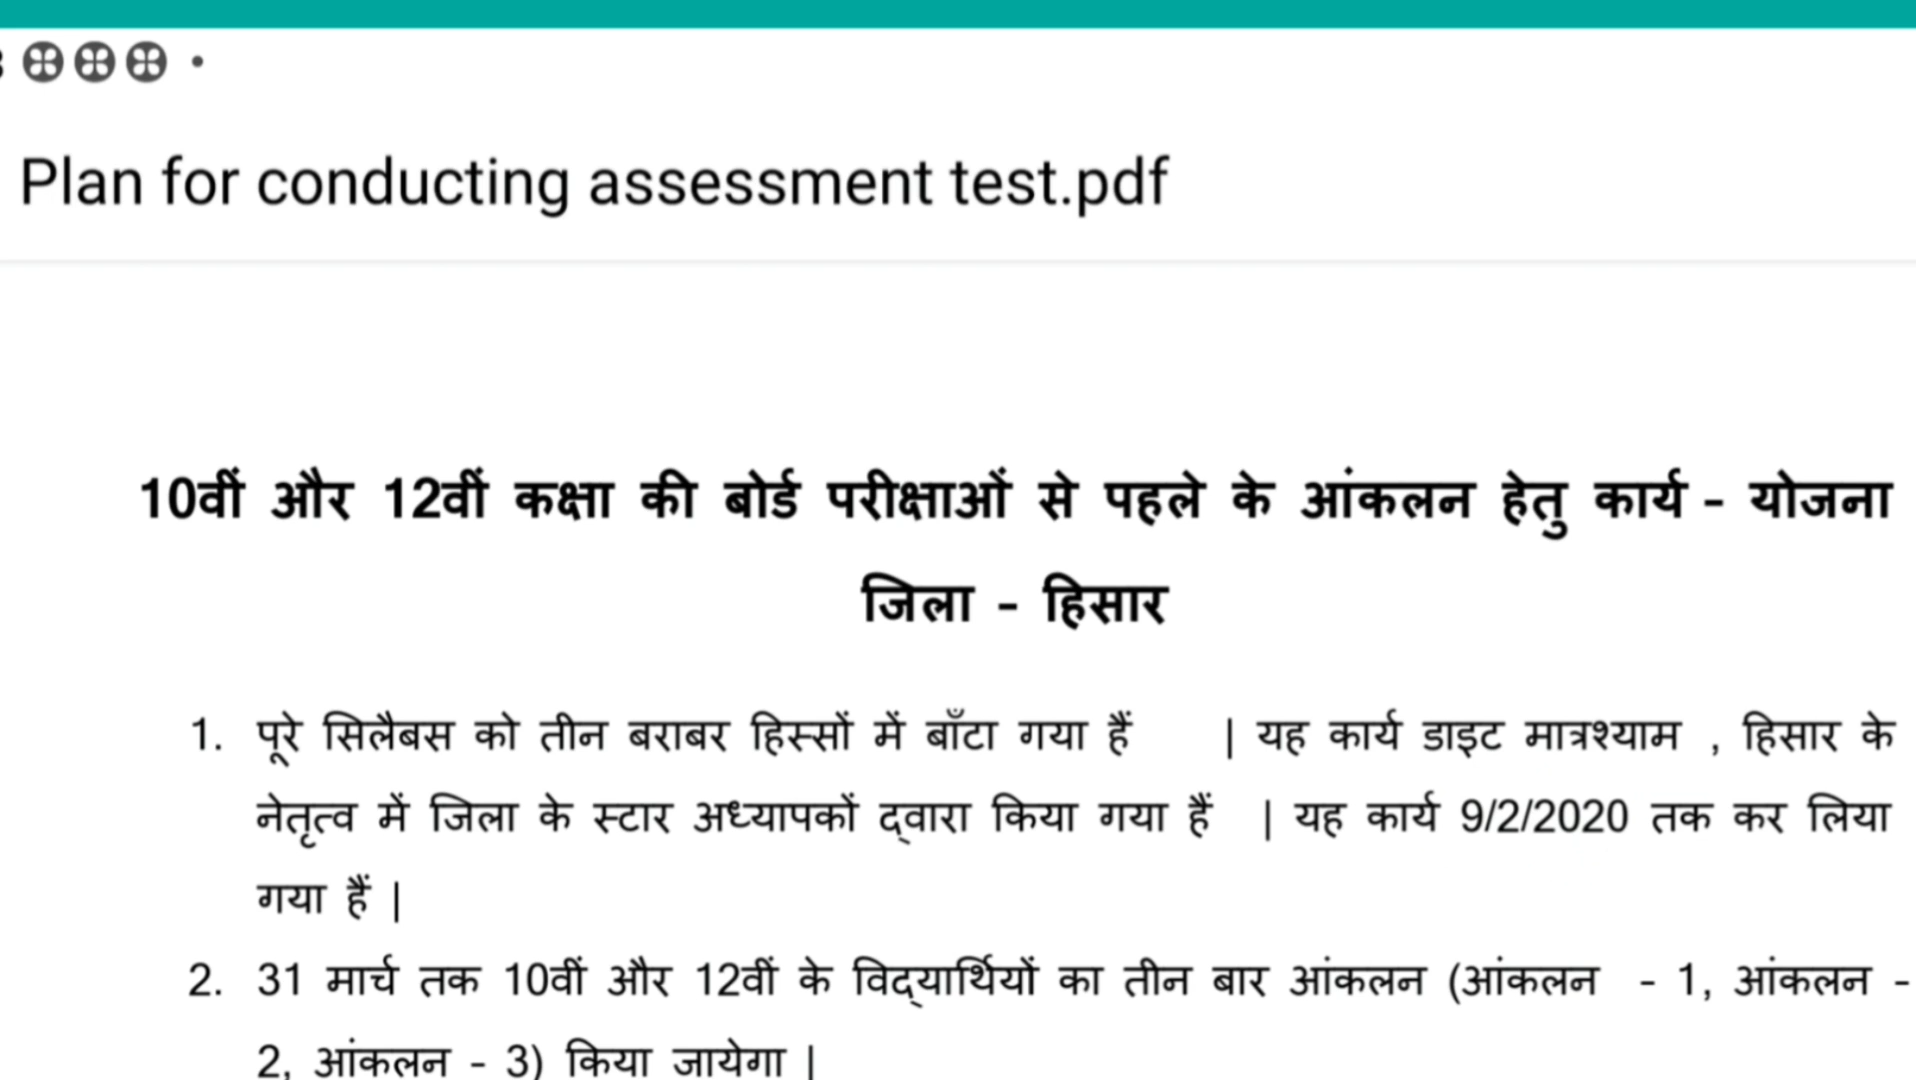 Plan for conducting assessment test.pdf
10वीं और 12वीं कक्षा की बोर्ड परीक्षाओं से पहले के आंकलन हेतु कार्य - योजना
जिला - हिसार
1. पूरे सिलैबस को तीन बराबर हिस्सों में बाँटा गया हैं | यह कार्य डाइट मात्रश्याम , हिसार के
नेतृत्व में जिला के स्टार अध्यापकों द्वारा किया गया हैं | यह कार्य 9/2/2020 तक कर लिया
गया हैं |
2. 31 मार्च तक 10वीं और 12वीं के विद्यार्थियों का तीन बार आंकलन (आंकलन - 1, आंकलन -
2, आंकलन - 3) किया जायेगा |